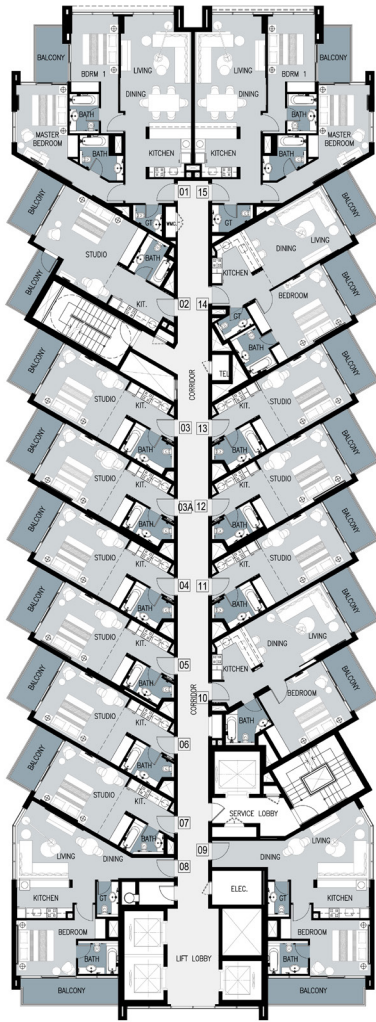 BALCONY
BDRM 1
LIVING
LIVING
BDRM 1
BALCONY
DINING
DINING
MASTER
BEDROOM
BATH
BATH
MASTER
BEDROOM
BATH
KITCHEN
KITCHEN
BATH
01
15
BALCONY
GT
GT
BALCONY
STUDIO
BATH
DINING
LIVING
KITCHEN
BALCONY
KIT.
02
14
BEDROOM
BALCONY
GT
BATH
TEL
CORRIDOR
BALCONY
STUDIO
KIT.
KIT.
STUDIO
BALCONY
BATH
03
13
BATH
BALCONY
STUDIO
KIT.
KIT.
STUDIO
BALCONY
BATH
03A
12
BATH
BALCONY
STUDIO
KIT.
KIT.
STUDIO
BALCONY
BATH
04
11
BATH
BALCONY
STUDIO
KIT.
DINING
LIVING
BALCONY
BATH
05
KITCHEN
CORRIDOR
10
BALCONY
STUDIO
KIT.
BEDROOM
BALCONY
BATH
06
BATH
BALCONY
STUDIO
KIT.
BATH
07
SERVICE LOBBY
LIVING
DINING
08
09
DINING
LIVING
KITCHEN
GT
ELEC.
GT
KITCHEN
BEDROOM
BATH
LIFT LOBBY
BATH
BEDROOM
BALCONY
BALCONY